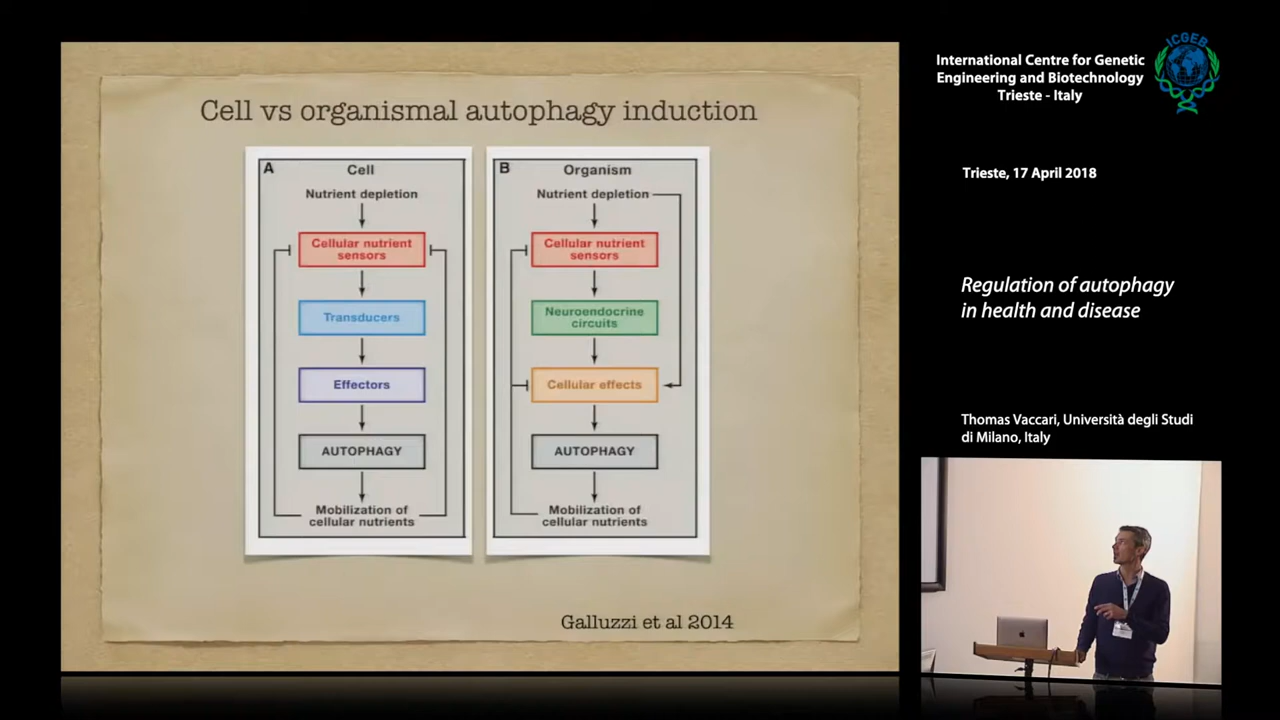 Cell vs organismal autophagy induction
A
Cell
Nutrient depletion
Cellular nutrient
sensors
Transducers
Effectors
AUTOPHAGY
Mobilization of
cellular nutrients
B
Organism
Nutrient depletion
Cellular nutrient
sensors
Neuroendocrine
circuits
Cellular effects
AUTOPHAGY
Mobilization of
cellular nutrients
Galluzzi et al 2014
International Centre for Genetic
Engineering and Biotechnology
Trieste - Italy
ICGEB
Trieste, 17 April 2018
Regulation of autophagy
in health and disease
Thomas Vaccari, Università degli Studi
di Milano, Italy